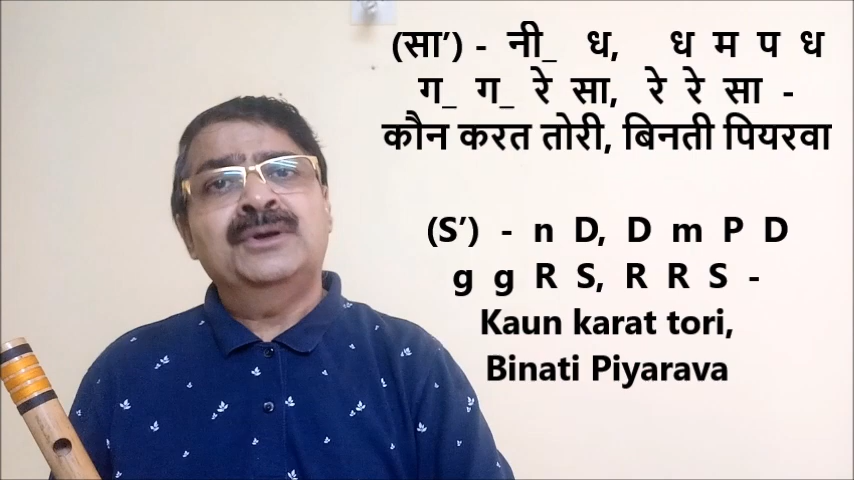 (सा’) - नी_ ध, ध म प ध
ग_ ग_ रे सा, रे रे सा -
कौन करत तोरी, बिनती पियरवा
(S’) - n D, D m P D
g g R S, R R S -
Kaun karat tori,
Binati Piyarava